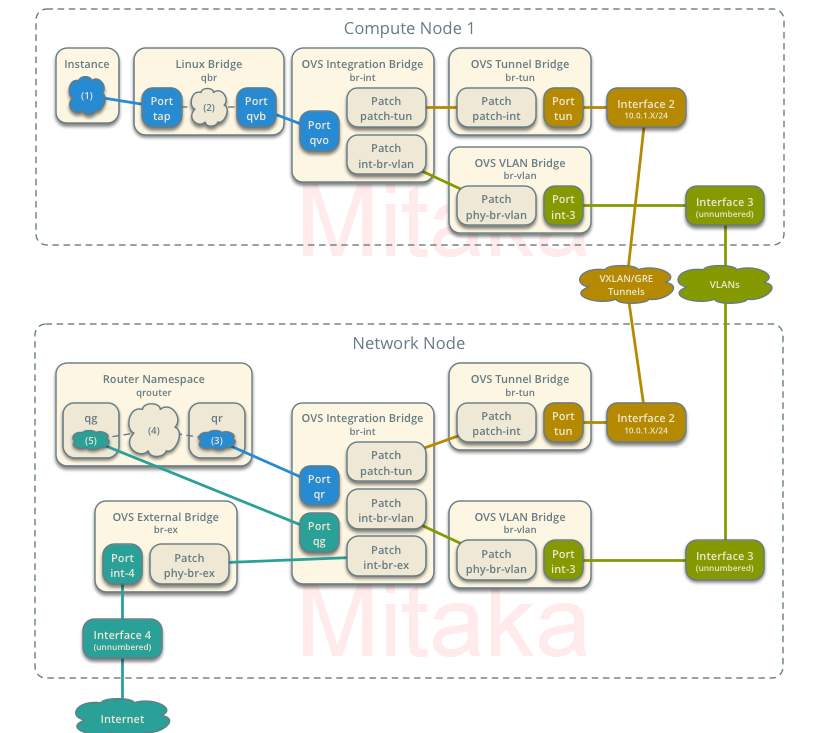 Compute Node 1
Instance
(1)
Linux Bridge
qbr
Port
tap
(2)
Port
qvb
OVS Integration Bridge
br-int
Port
qvo
Patch
patch-tun
Patch
int-br-vlan
OVS Tunnel Bridge
br-tun
Patch
patch-int
Port
tun
Interface 2
10.0.1.X/24
OVS VLAN Bridge
br-vlan
Patch
phy-br-vlan
Port
int-3
Interface 3
(unnumbered)
Mitaka
VXLAN/GRE
Tunnels
VLANs
Network Node
Router Namespace
qrouter
qg
(5)
(4)
qr
(3)
OVS Integration Bridge
br-int
Port
qr
Port
qg
Patch
patch-tun
Patch
int-br-vlan
Patch
int-br-ex
OVS Tunnel Bridge
br-tun
Patch
patch-int
Port
tun
Interface 2
10.0.1.X/24
OVS External Bridge
br-ex
Port
int-4
Patch
phy-br-ex
OVS VLAN Bridge
br-vlan
Patch
phy-br-vlan
Port
int-3
Interface 3
(unnumbered)
Mitaka
Interface 4
(unnumbered)
Internet